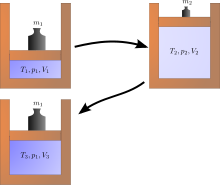 m₁
T₁, p₁, V₁
m₂
T₂, p₂, V₂
m₁
T₃, p₁, V₃